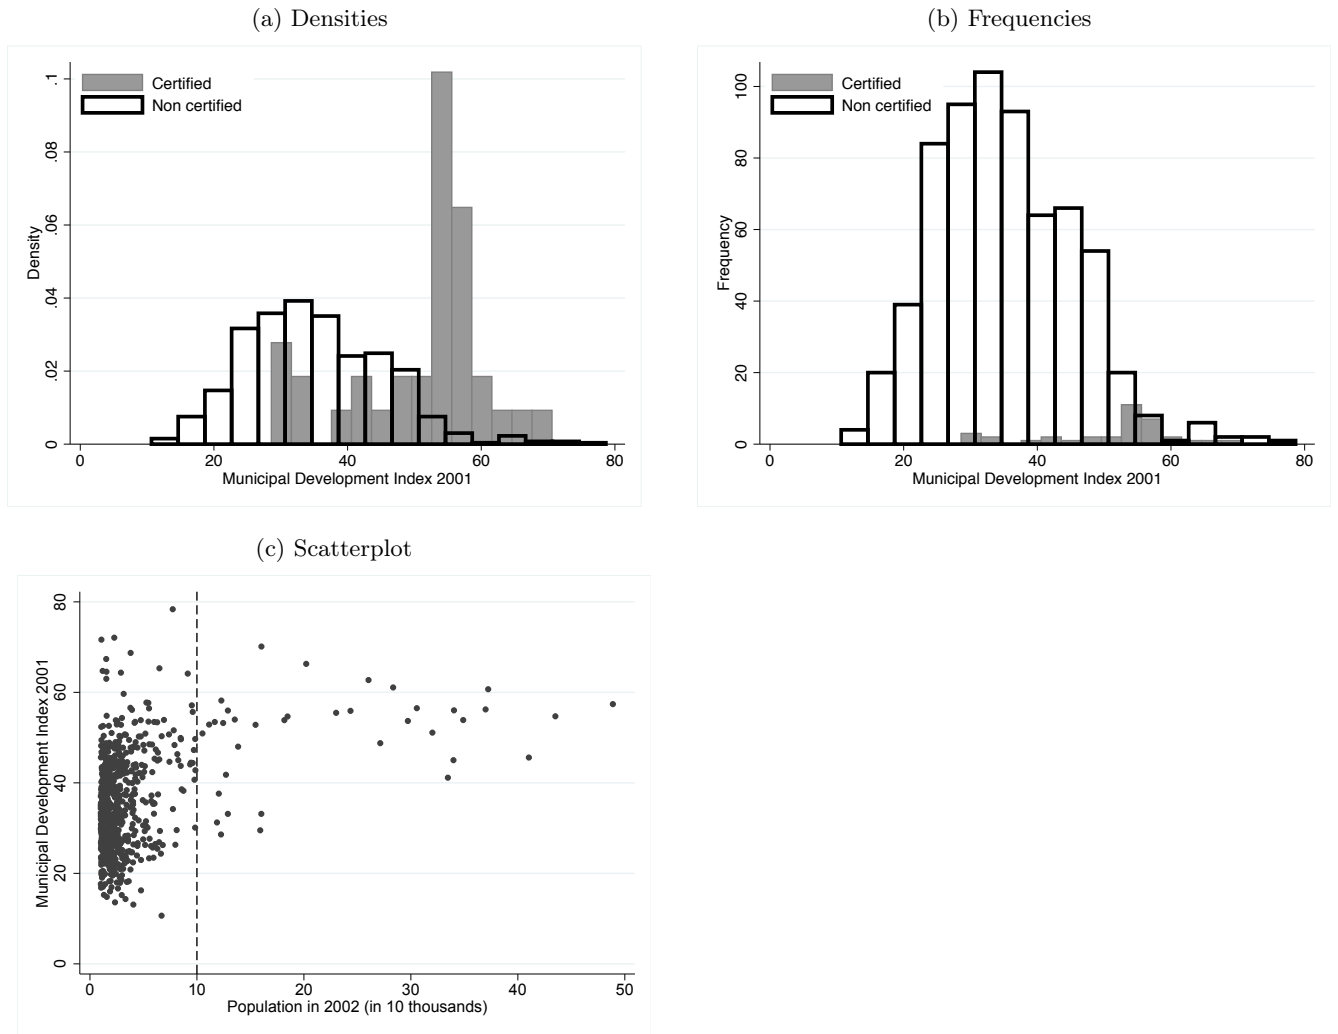 (a) Densities
Certified
Non certified
Density
0
.02
.04
.06
.08
.1
0 20 40 60 80
Municipal Development Index 2001
(b) Frequencies
Certified
Non certified
Frequency
0
20
40
60
80
100
0 20 40 60 80
Municipal Development Index 2001
(c) Scatterplot
Municipal Development Index 2001
0
20
40
60
80
0 10 20 30 40 50
Population in 2002 (in 10 thousands)